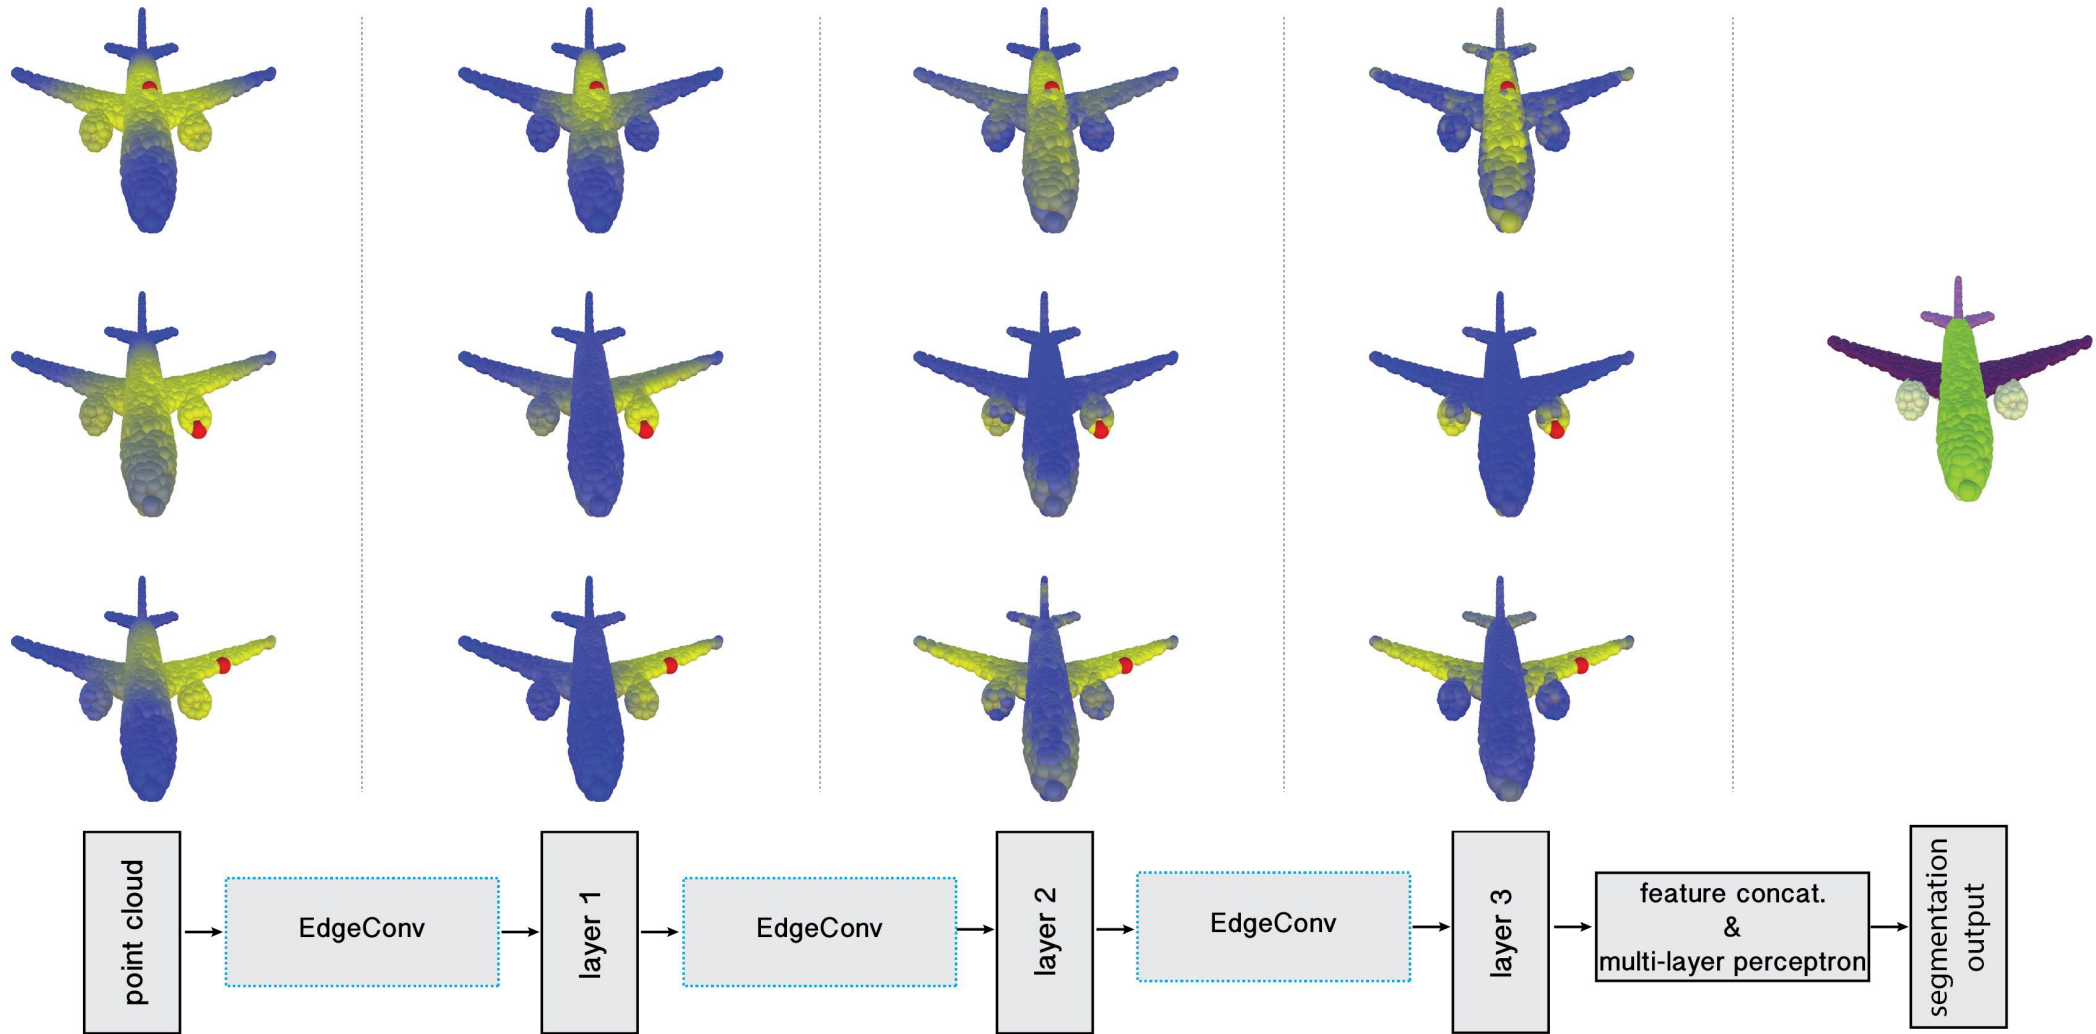 point cloud
EdgeConv
layer 1
EdgeConv
layer 2
EdgeConv
layer 3
feature concat.
&
multi-layer perceptron
segmentation
output